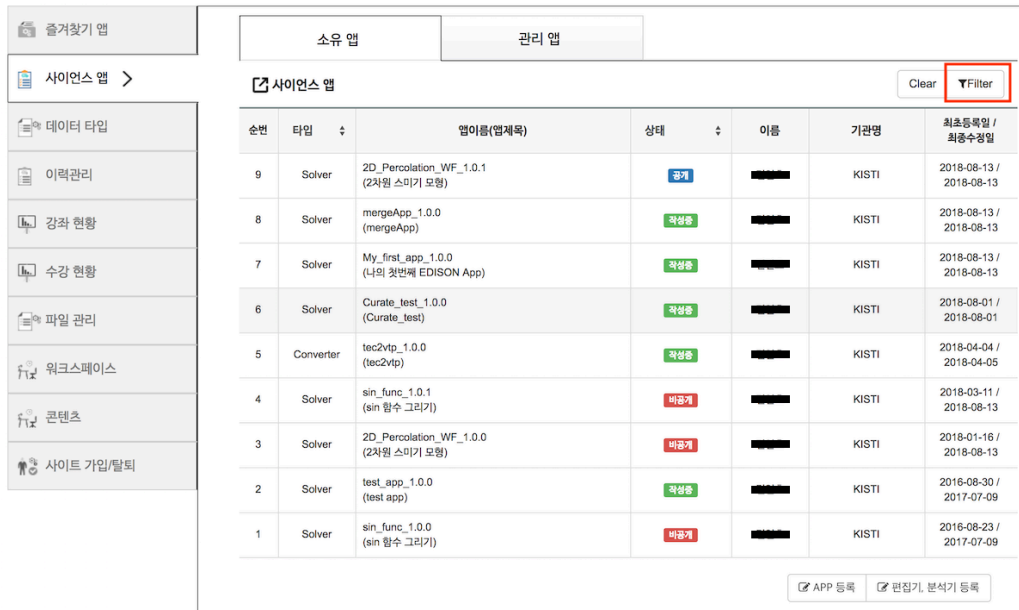 즐겨찾기 앱
사이언스 앱
데이터 타입
이력관리
강좌 현황
수강 현황
파일 관리
워크스페이스
콘텐츠
사이트 가입/탈퇴
소유 앱
관리 앱
사이언스 앱
Clear
Filter
순번 타입 앱이름(앱제목) 상태 이름 기관명 최초등록일 /
최종수정일
9 Solver 2D_Percolation_WF_1.0.1 공개 KISTI 2018-08-13 /
(2차원 스미기 모형) 2018-08-13
8 Solver mergeApp_1.0.0 작성중 KISTI 2018-08-13 /
(mergeApp) 2018-08-13
7 Solver My_first_app_1.0.0 작성중 KISTI 2018-08-13 /
(나의 첫번째 EDISON App) 2018-08-13
6 Solver Curate_test_1.0.0 작성중 KISTI 2018-08-01 /
(Curate_test) 2018-08-01
5 Converter tec2vtp_1.0.0 작성중 KISTI 2018-04-04 /
(tec2vtp) 2018-04-05
4 Solver sin_func_1.0.1 비공개 KISTI 2018-03-11 /
(sin 함수 그리기) 2018-08-13
3 Solver 2D_Percolation_WF_1.0.0 비공개 KISTI 2018-01-16 /
(2차원 스미기 모형) 2018-08-13
2 Solver test_app_1.0.0 작성중 KISTI 2016-08-30 /
(test app) 2017-07-09
1 Solver sin_func_1.0.0 비공개 KISTI 2016-08-23 /
(sin 함수 그리기) 2017-07-09
APP 등록
편집기, 분석기 등록